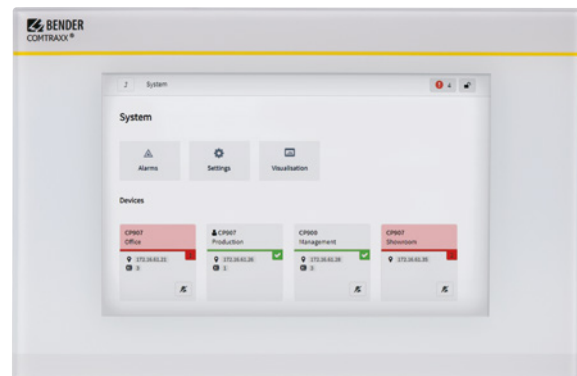 BENDER
COMTRAXX®
System
4
System
Alarms
Settings
Visualisation
Devices
CP907
Office
172.16.61.21
3
CP907
Production
172.16.61.26
1
CP907
Management
172.16.61.28
3
CP907
Showroom
172.16.61.35